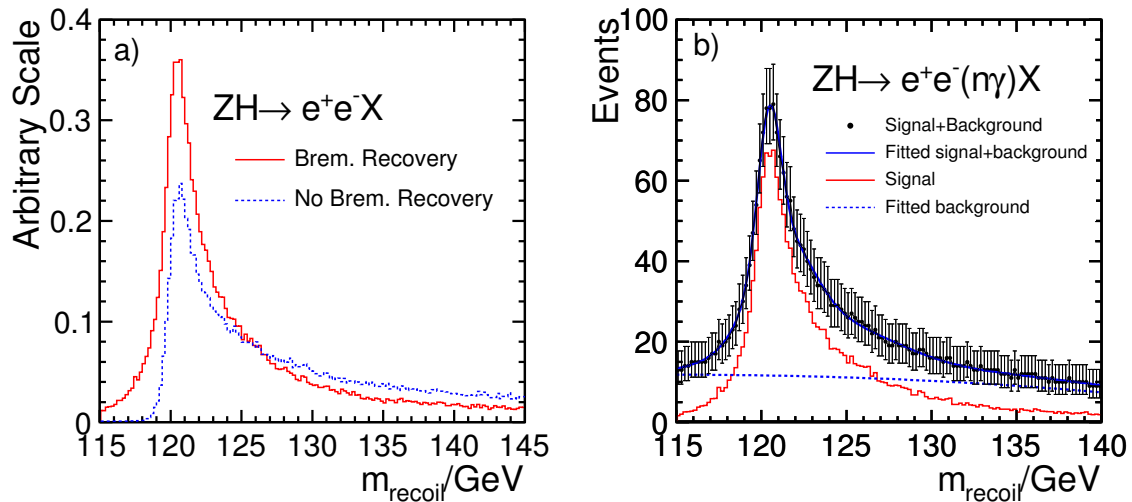 a)
ZH→ e⁺e⁻X
Brem. Recovery
No Brem. Recovery
Arbitrary Scale
0.4
0.3
0.2
0.1
0
115 120 125 130 135 140 145
m_recoil/GeV
b)
ZH→ e⁺e⁻(nγ)X
Signal+Background
Fitted signal+background
Signal
Fitted background
Events
100
80
60
40
20
0
115 120 125 130 135 140
m_recoil/GeV